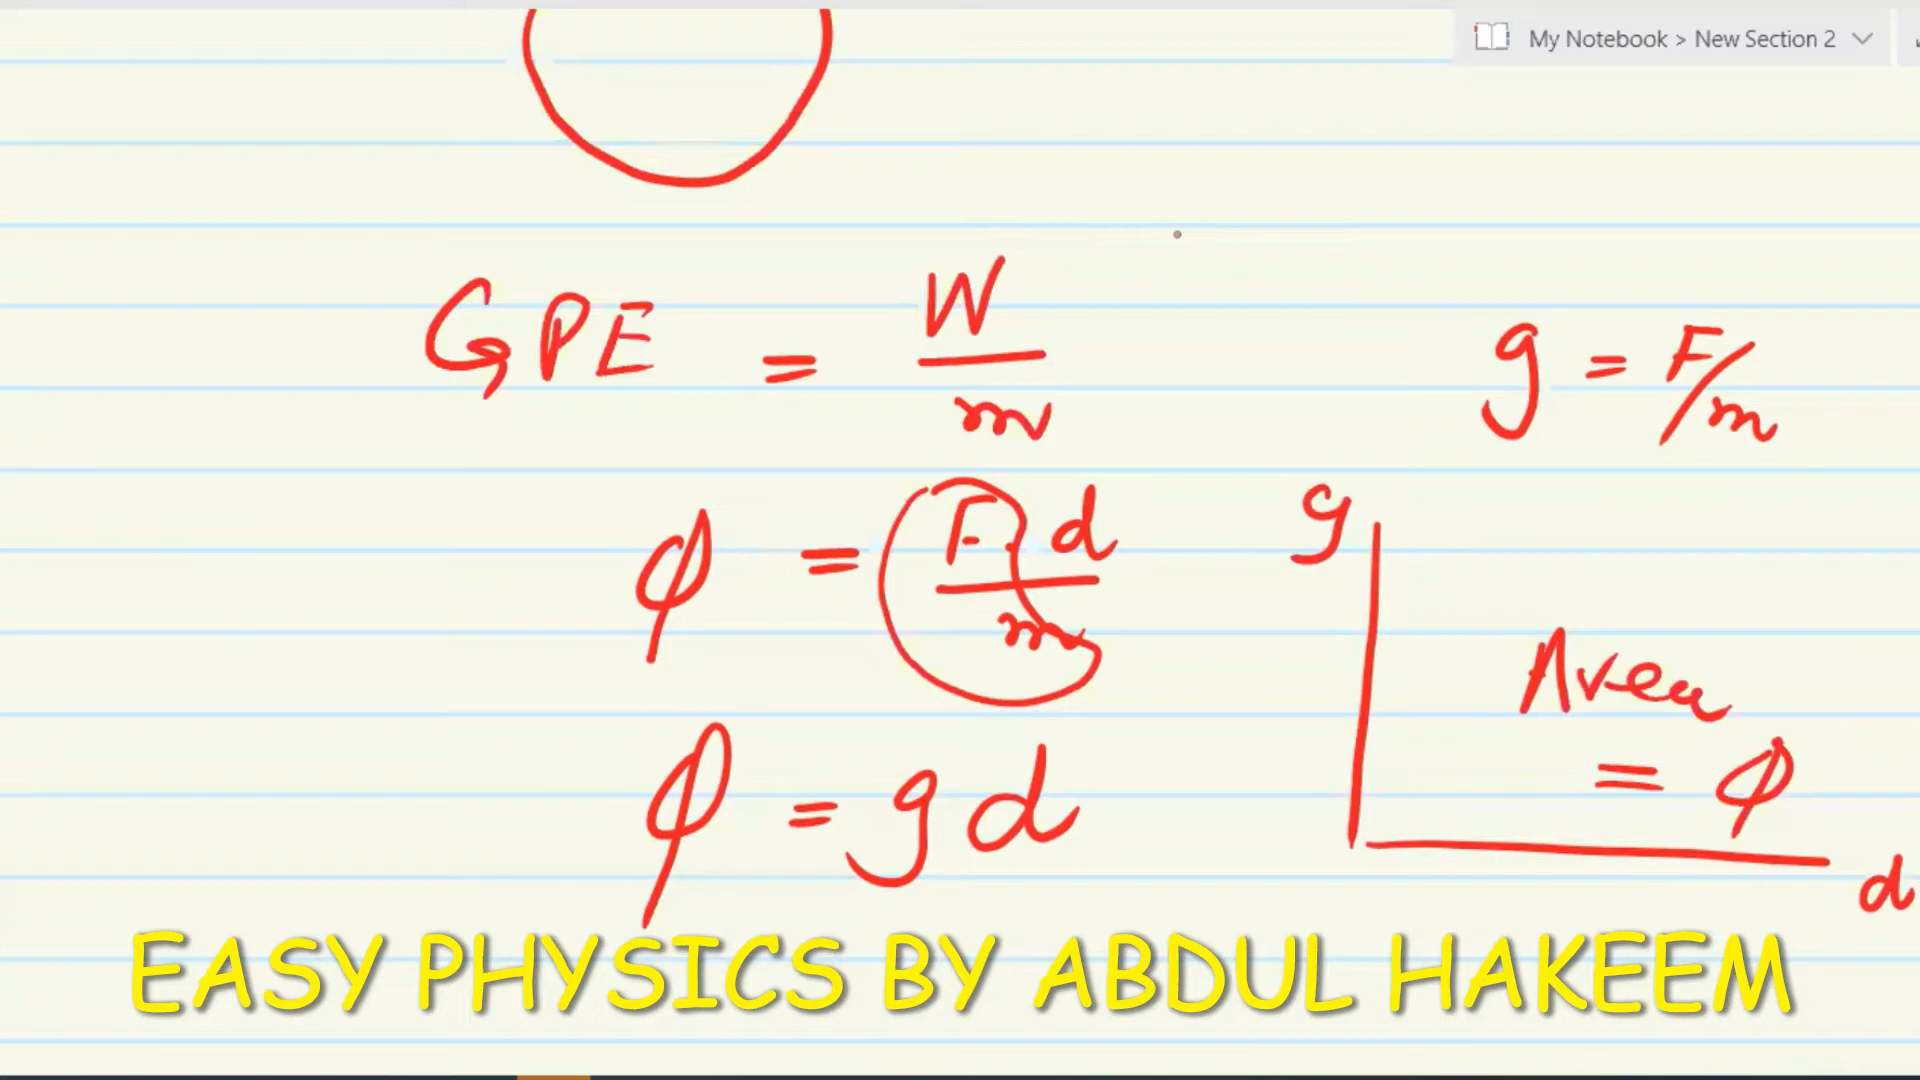 My Notebook > New Section 2
GPE = W/m
g = F/m
φ = F.d/m
g
Area
= φ
φ = gd
d
EASY PHYSICS BY ABDUL HAKEEM